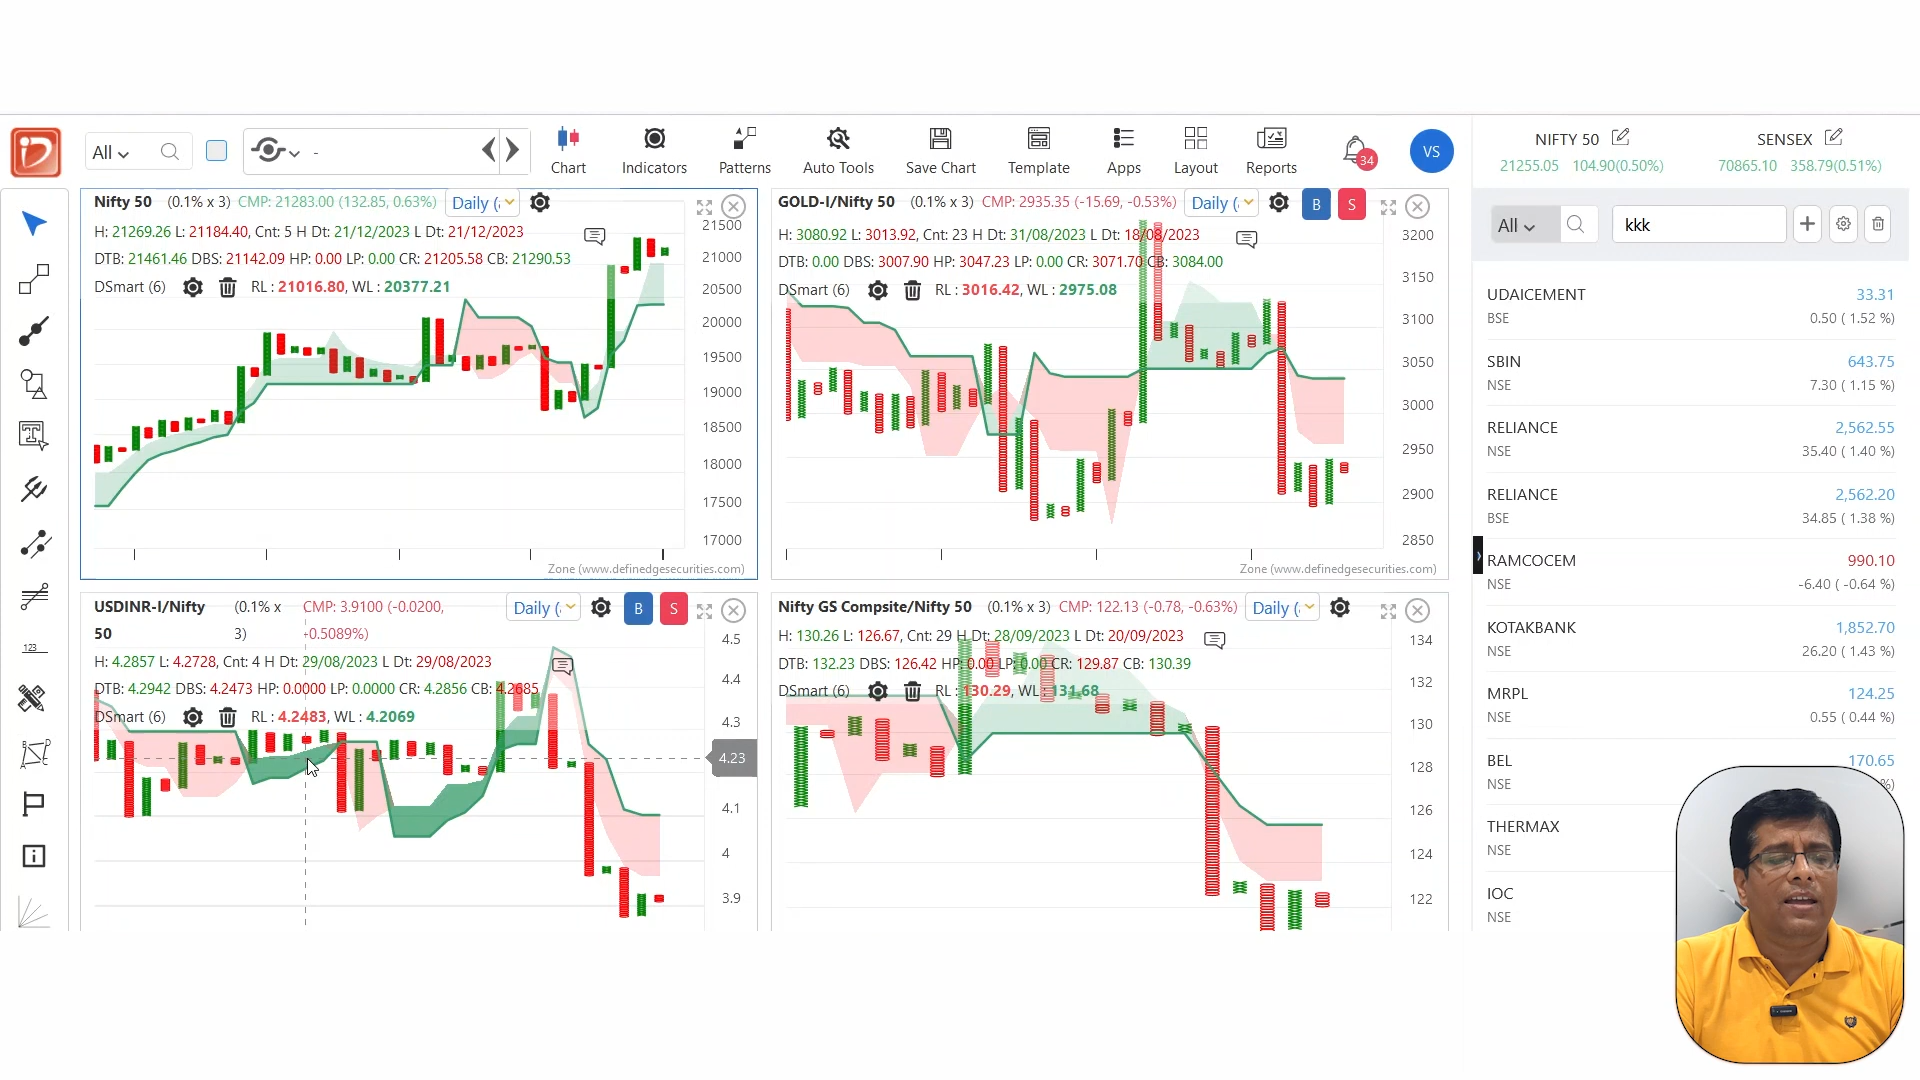 All
-
Chart
Indicators
Patterns
Auto Tools
Save Chart
Template
Apps
Layout
Reports
34
VS
NIFTY 50
21255.05 104.90(0.50%)
SENSEX
70865.10 358.79(0.51%)
Nifty 50 (0.1% x 3) CMP: 21283.00 (132.85, 0.63%) Daily (
H: 21269.26 L: 21184.40, Cnt: 5 H Dt: 21/12/2023 L Dt: 21/12/2023
DTB: 21461.46 DBS: 21142.09 HP: 0.00 LP: 0.00 CR: 21205.58 CB: 21290.53
DSmart (6) RL : 21016.80, WL : 20377.21
21500
21000
20500
20000
19500
19000
18500
18000
17500
17000
Zone (www.definedgesecurities.com)
GOLD-I/Nifty 50 (0.1% x 3) CMP: 2935.35 (-15.69, -0.53%) Daily ( B S
H: 3080.92 L: 3013.92, Cnt: 23 H Dt: 31/08/2023 L Dt: 18/08/2023
DTB: 0.00 DBS: 3007.90 HP: 3047.23 LP: 0.00 CR: 3071.70 CB: 3084.00
DSmart (6) RL : 3016.42, WL : 2975.08
3200
3150
3100
3050
3000
2950
2900
2850
Zone (www.definedgesecurities.com)
USDINR-I/Nifty 50 (0.1% x 3) CMP: 3.9100 (-0.0200, -0.5089%) Daily ( B S
H: 4.2857 L: 4.2728, Cnt: 4 H Dt: 29/08/2023 L Dt: 29/08/2023
DTB: 4.2942 DBS: 4.2473 HP: 0.0000 LP: 0.0000 CR: 4.2856 CB: 4.2685
DSmart (6) RL : 4.2483, WL : 4.2069
4.5
4.4
4.3
4.23
4.1
4
3.9
Nifty GS Compsite/Nifty 50 (0.1% x 3) CMP: 122.13 (-0.78, -0.63%) Daily (
H: 130.26 L: 126.67, Cnt: 29 H Dt: 28/09/2023 L Dt: 20/09/2023
DTB: 132.23 DBS: 126.42 HP: 0.00 LP: 0.00 CR: 129.87 CB: 130.39
DSmart (6) RL : 130.29, WL : 131.68
134
132
130
128
126
124
122
All
kkk
UDAICEMENT 33.31
BSE 0.50 ( 1.52 %)
SBIN 643.75
NSE 7.30 ( 1.15 %)
RELIANCE 2,562.55
NSE 35.40 ( 1.40 %)
RELIANCE 2,562.20
BSE 34.85 ( 1.38 %)
RAMCOCEM 990.10
NSE -6.40 ( -0.64 %)
KOTAKBANK 1,852.70
NSE 26.20 ( 1.43 %)
MRPL 124.25
NSE 0.55 ( 0.44 %)
BEL 170.65
NSE %)
THERMAX
NSE
IOC
NSE
123